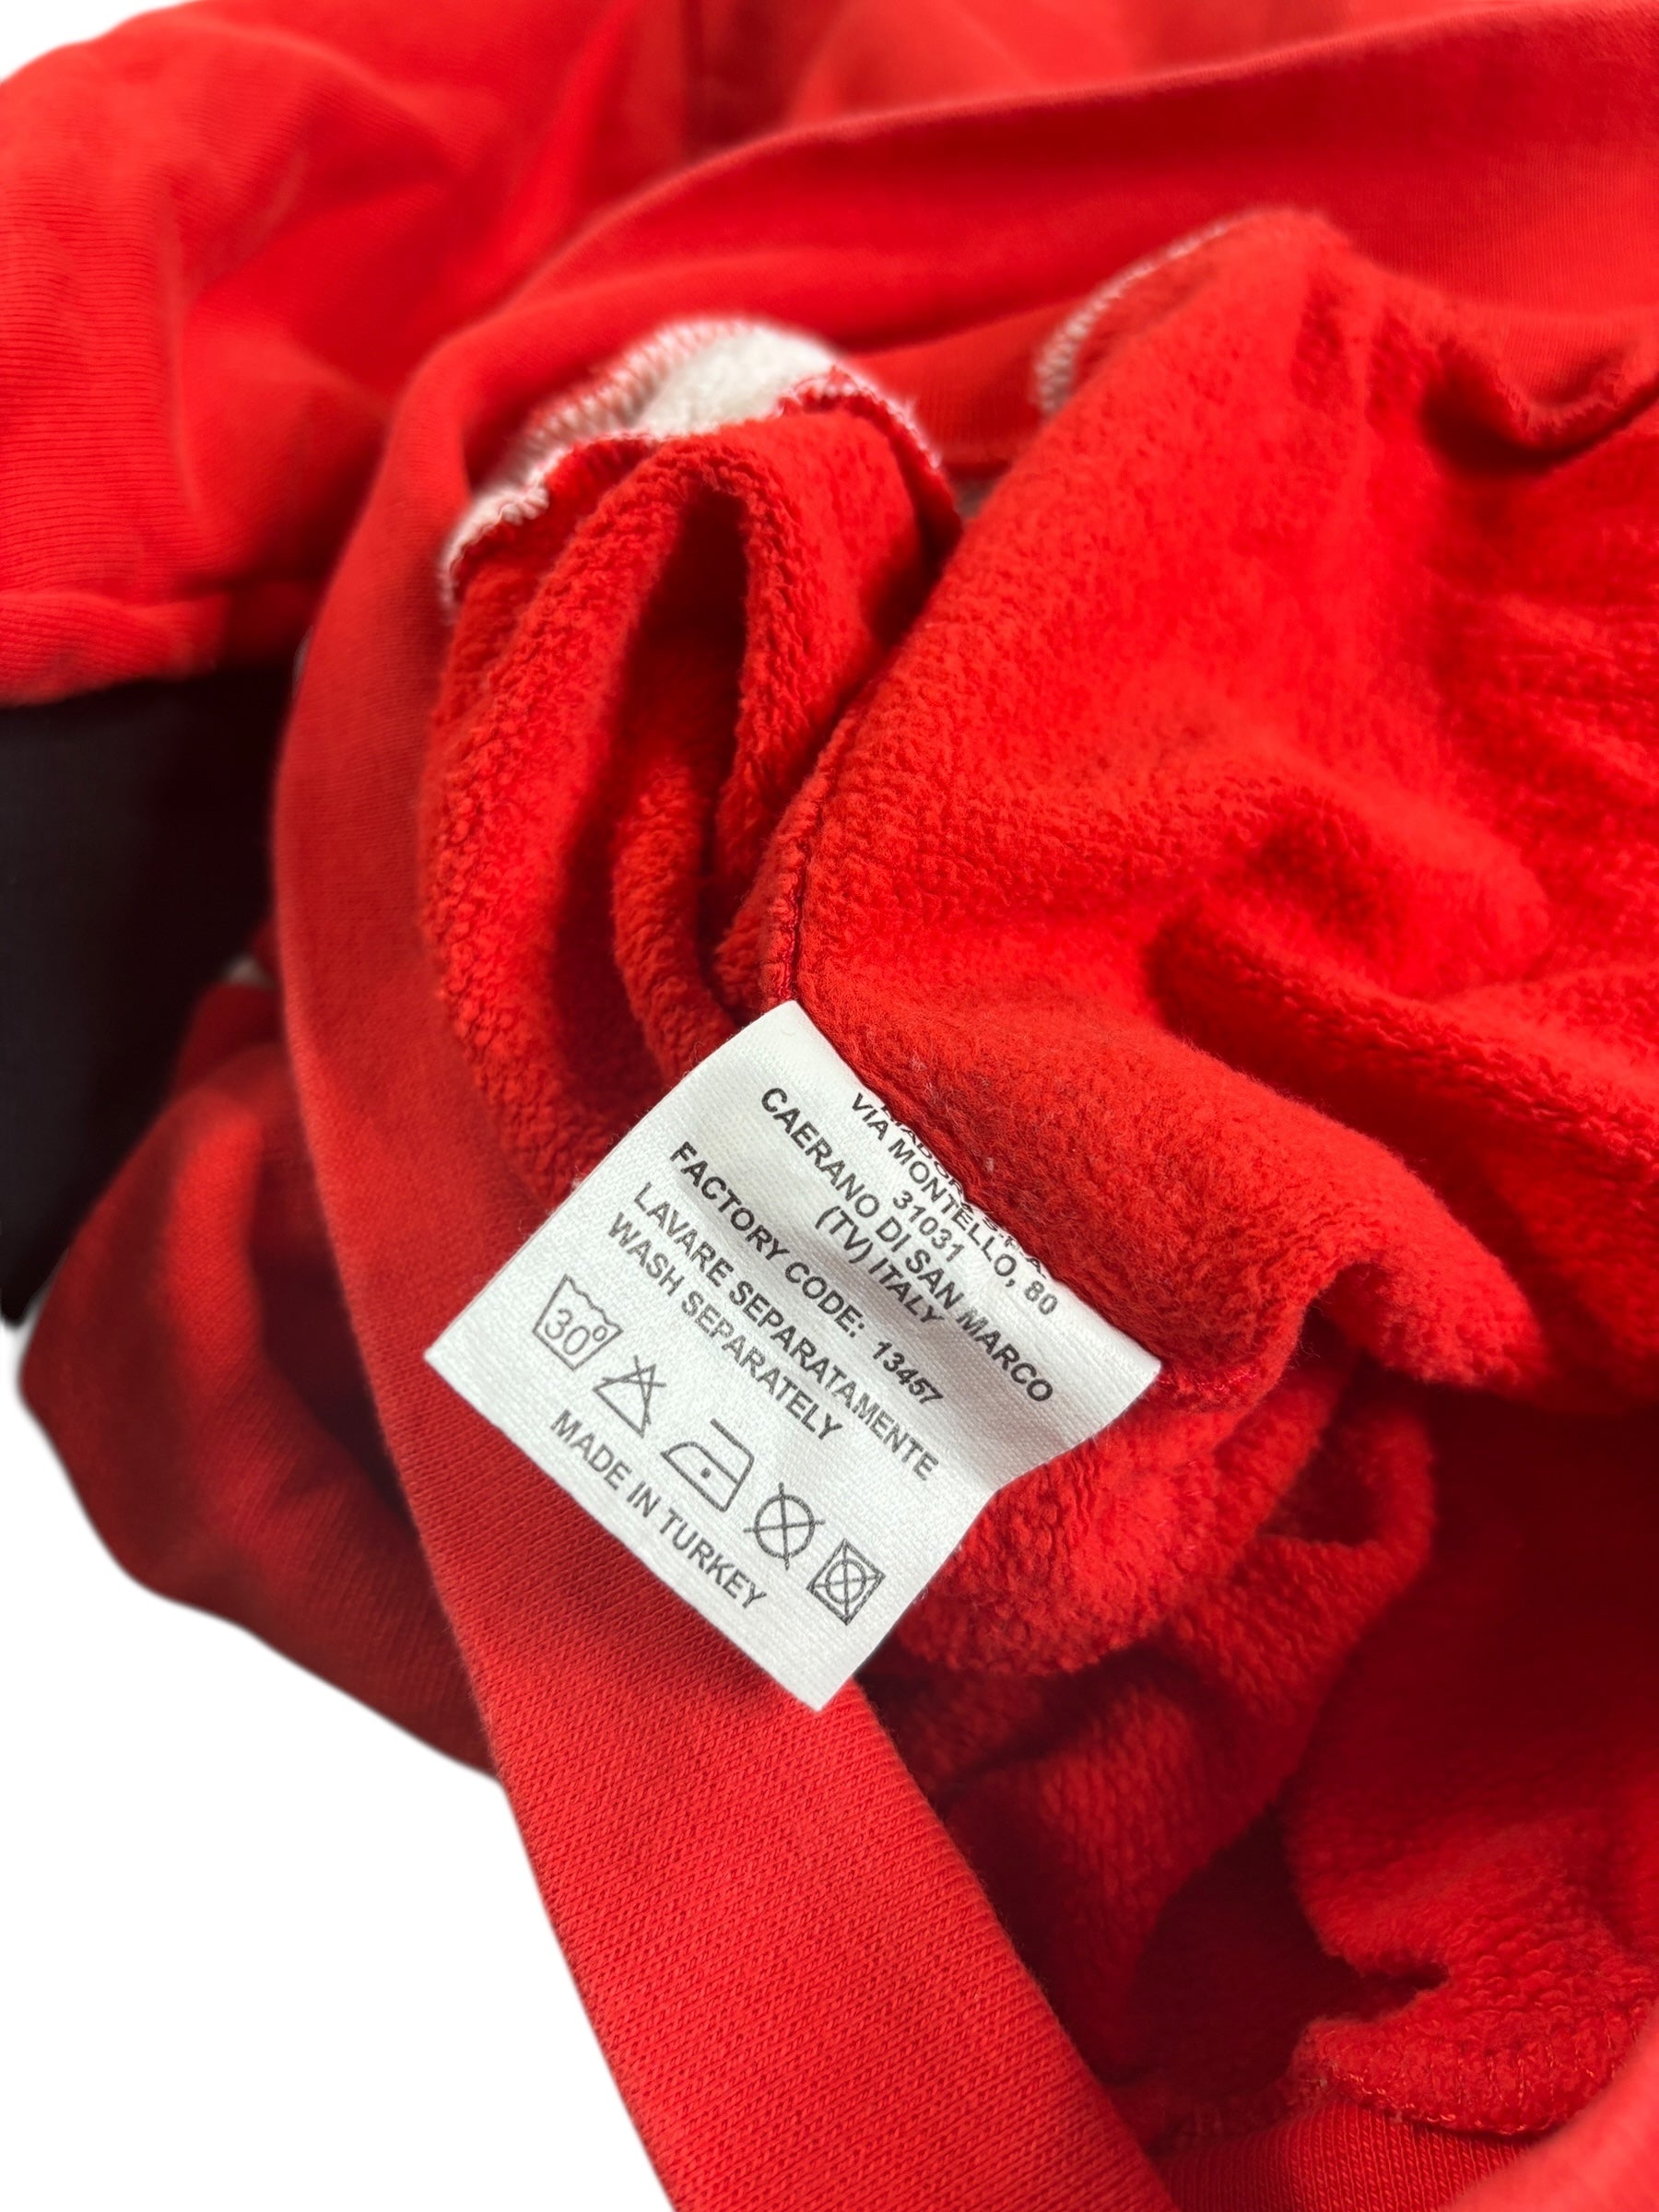 VIA MONTELLO, 80
31031
CAERANO DI SAN MARCO
(TV) ITALY
FACTORY CODE: 13457
LAVARE SEPARATAMENTE
WASH SEPARATELY
30º
MADE IN TURKEY